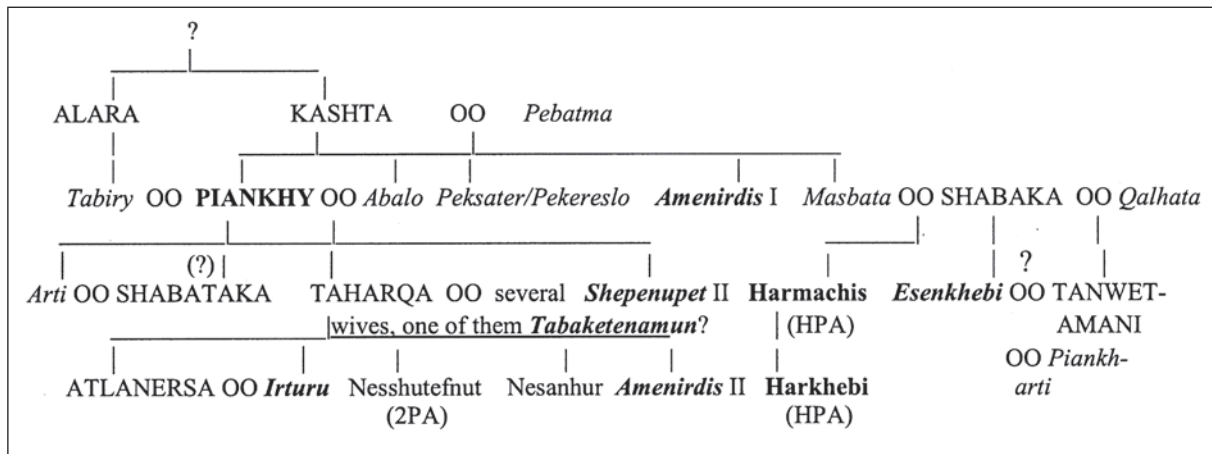 ?
ALARA KASHTA OO Pebatma
Tabiry OO PIANKHY OO Abalo Peksater/Pekereslo Amenirdis I Masbata OO SHABAKA OO Qalhata
(?) ?
Arti OO SHABATAKA TAHARQA OO several Shepenupet II Harmachis Esenkhebi OO TANWET-
wives, one of them Tabaketenamun? (HPA) AMANI
OO Piankh-
ATLANERSA OO Irturu Nesshutefnut Nesanhur Amenirdis II Harkhebi arti
(2PA) (HPA)